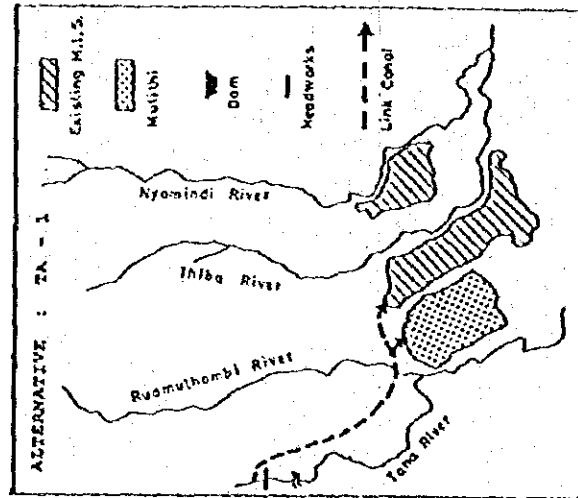 ALTERNATIVE : TA - 1
Existing M.I.S.
Mutithi
Dam
Headworks
Link Canal
Nyamindi River
Thiba River
Ruamuthambi River
Tana River